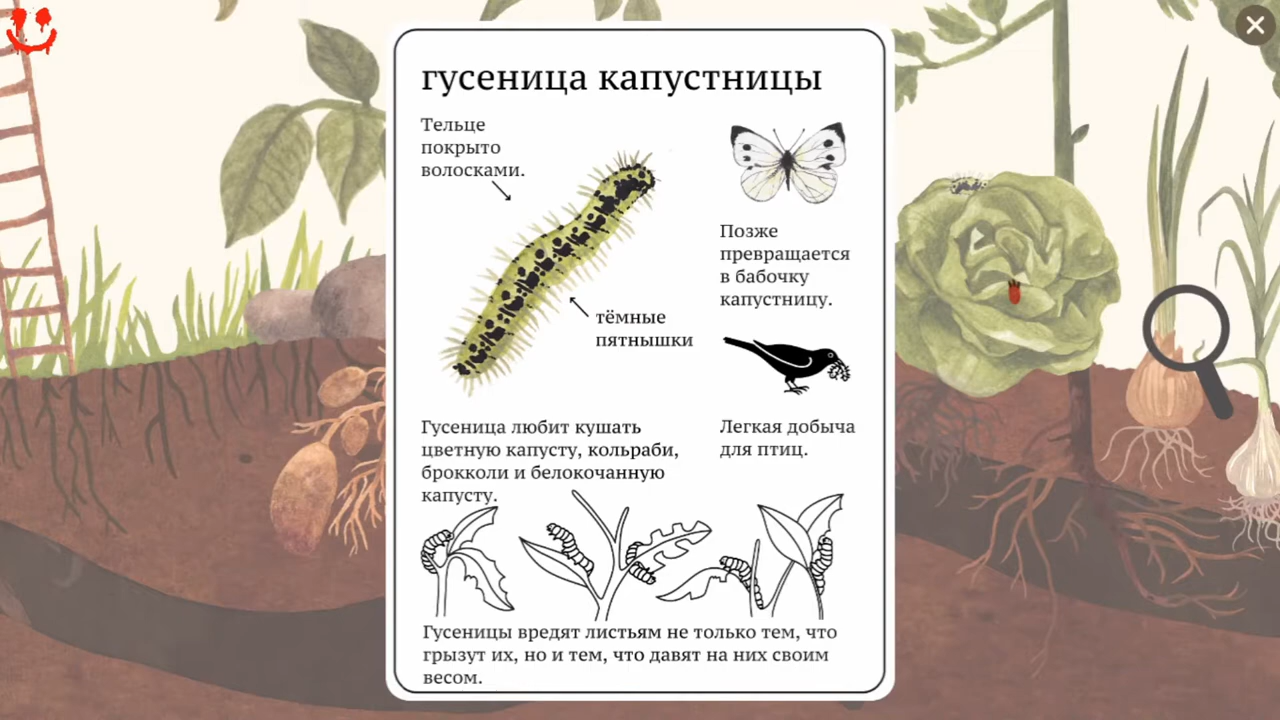 гусеница капустницы
Тельце
покрыто
волосками.
тёмные
пятнышки
Позже
превращается
в бабочку
капустницу.
Легкая добыча
для птиц.
Гусеница любит кушать
цветную капусту, кольраби,
брокколи и белокочанную
капусту.
Гусеницы вредят листьям не только тем, что
грызут их, но и тем, что давят на них своим
весом.